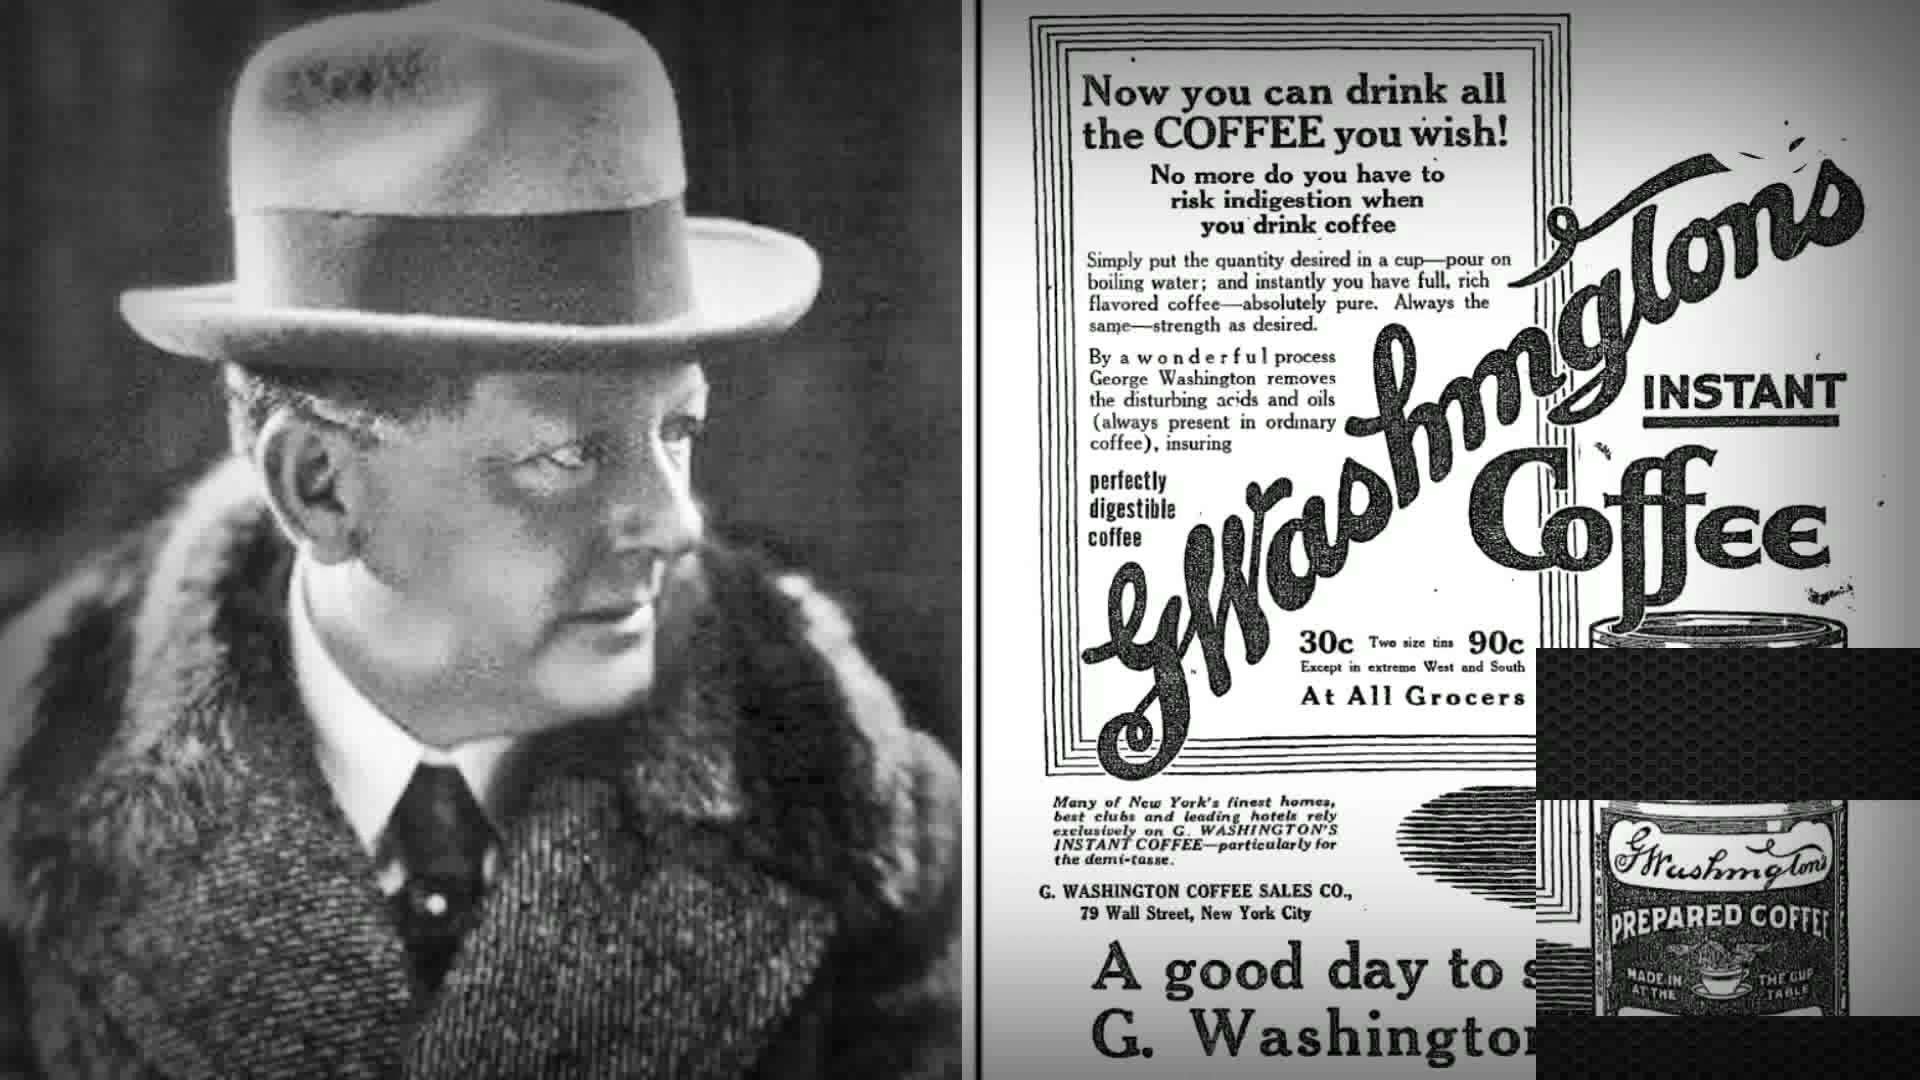 Now you can drink all
the COFFEE you wish!
No more do you have to
risk indigestion when
you drink coffee
Simply put the quantity desired in a cup—pour on
boiling water; and instantly you have full, rich
flavored coffee—absolutely pure. Always the
same—strength as desired.
By a wonderful process
George Washington removes
the disturbing acids and oils
(always present in ordinary
coffee), insuring
perfectly
digestible
coffee
G Washington's
INSTANT
Coffee
30c Two size tins 90c
Except in extreme West and South
At All Grocers
Many of New York's finest homes,
best clubs and leading hotels rely
exclusively on G. WASHINGTON'S
INSTANT COFFEE—particularly for
the demi-tasse.
G. WASHINGTON COFFEE SALES CO.,
79 Wall Street, New York City
A good day to s
G. Washington
G Washington's
PREPARED COFFEE
MADE IN THE CUP
AT THE TABLE